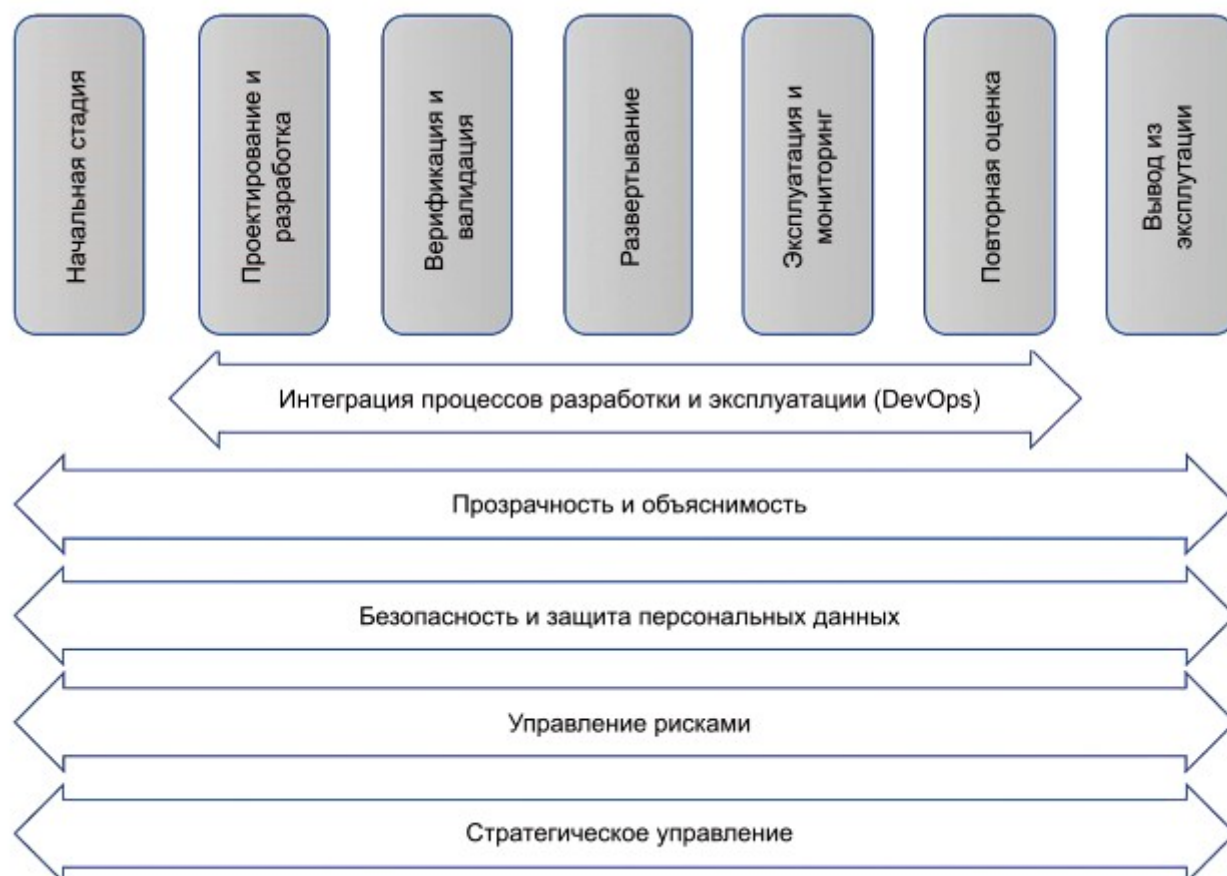 Начальная стадия
Проектирование и
разработка
Верификация и
валидация
Развертывание
Эксплуатация и
мониторинг
Повторная оценка
Вывод из
эксплутации
Интеграция процессов разработки и эксплуатации (DevOps)
Прозрачность и объяснимость
Безопасность и защита персональных данных
Управление рисками
Стратегическое управление